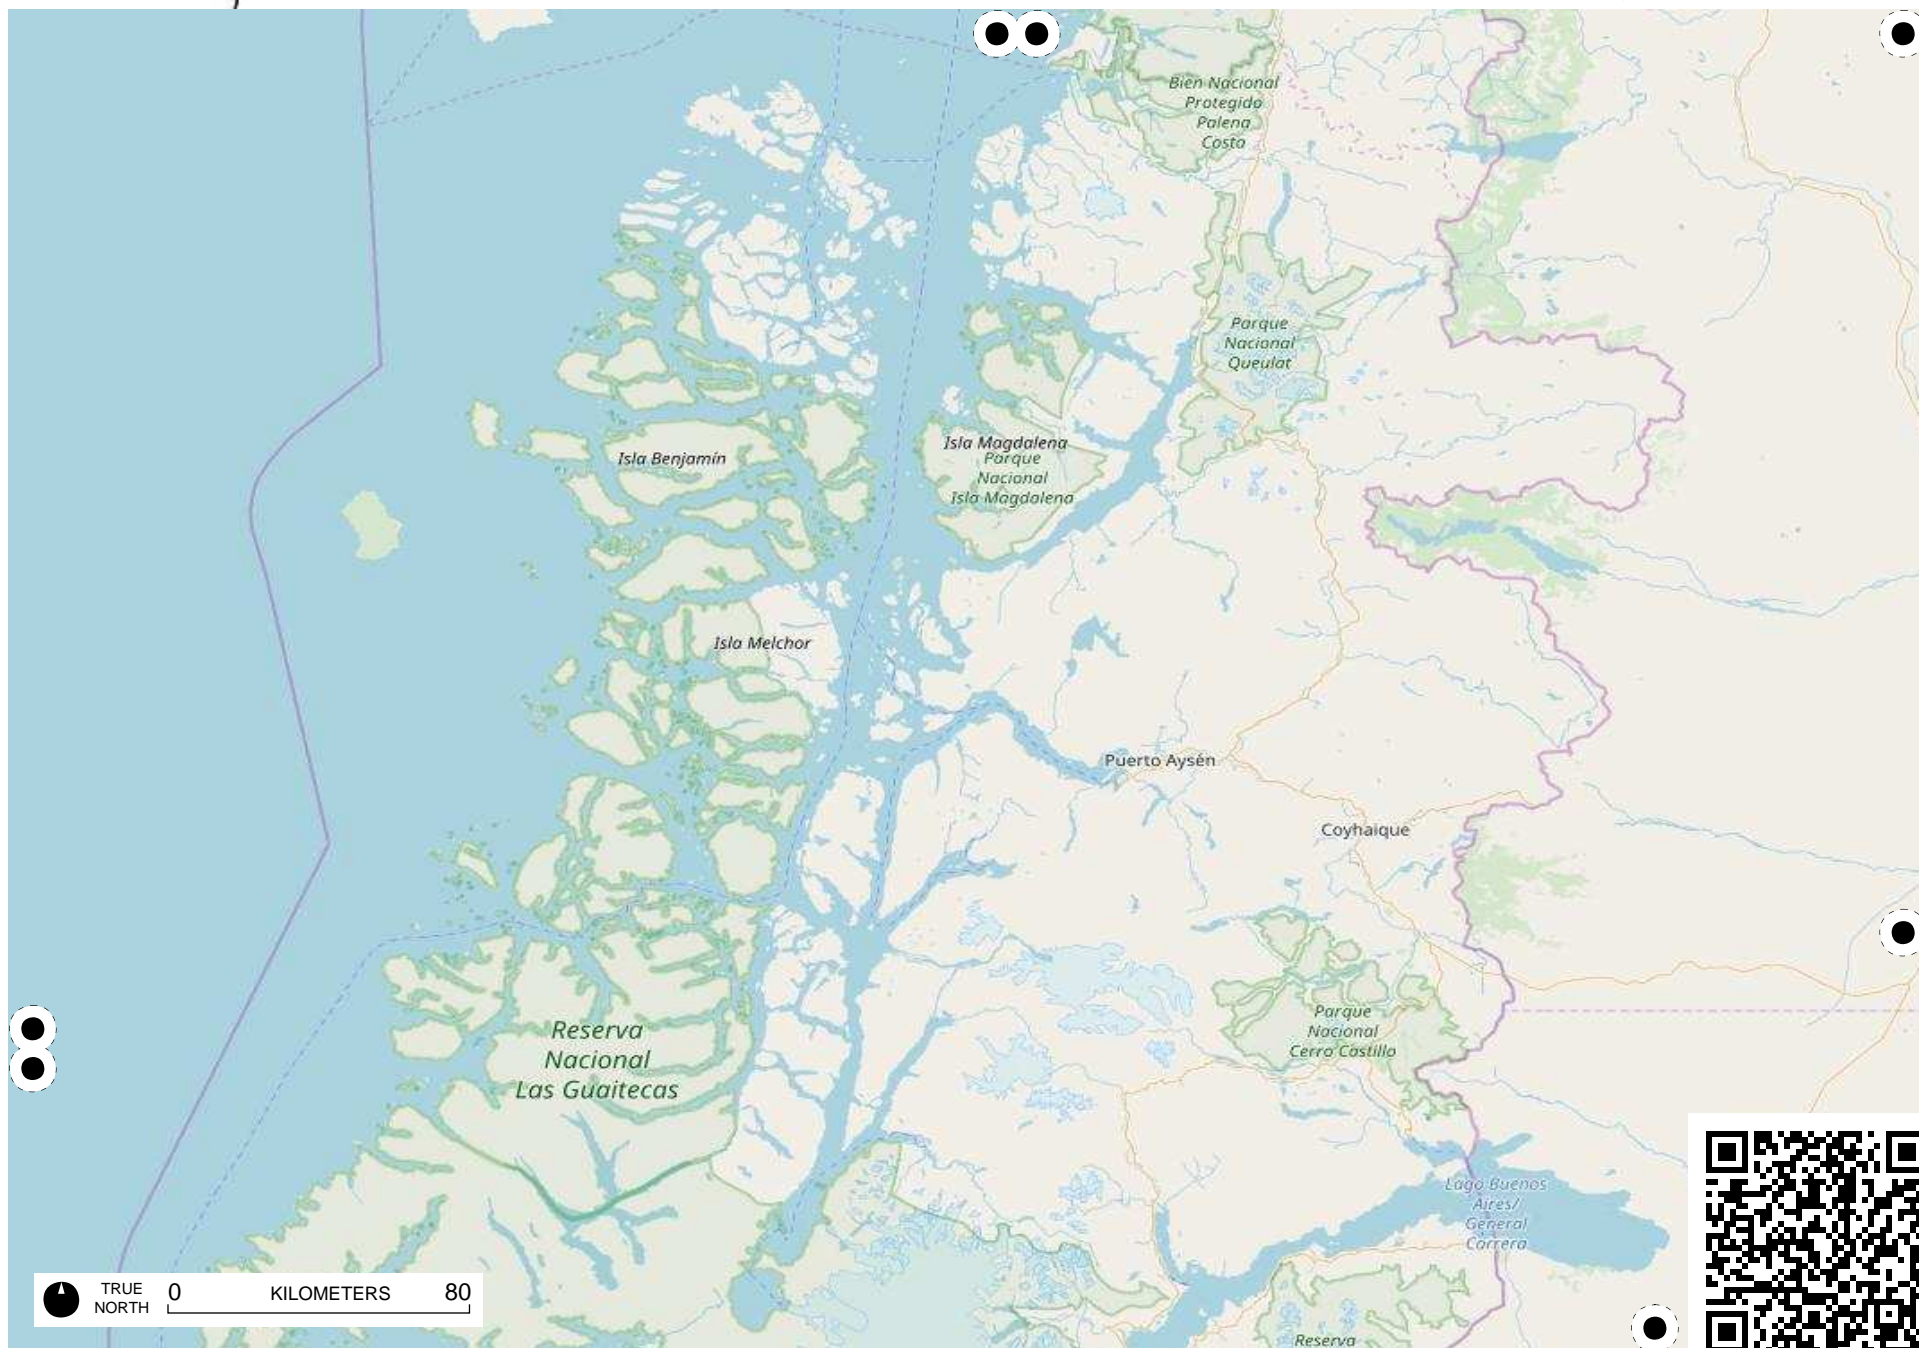 Bien Nacional
Protegido
Palena
Costa
Parque
Nacional
Queulat
Isla Magdalena
Parque
Nacional
Isla Magdalena
Isla Benjamín
Isla Melchor
Puerto Aysén
Coyhaique
Parque
Nacional
Cerro Castillo
Reserva
Nacional
Las Guaitecas
Lago Buenos
Aires/
General
Carrera
TRUE
NORTH
0 KILOMETERS 80
Reserva